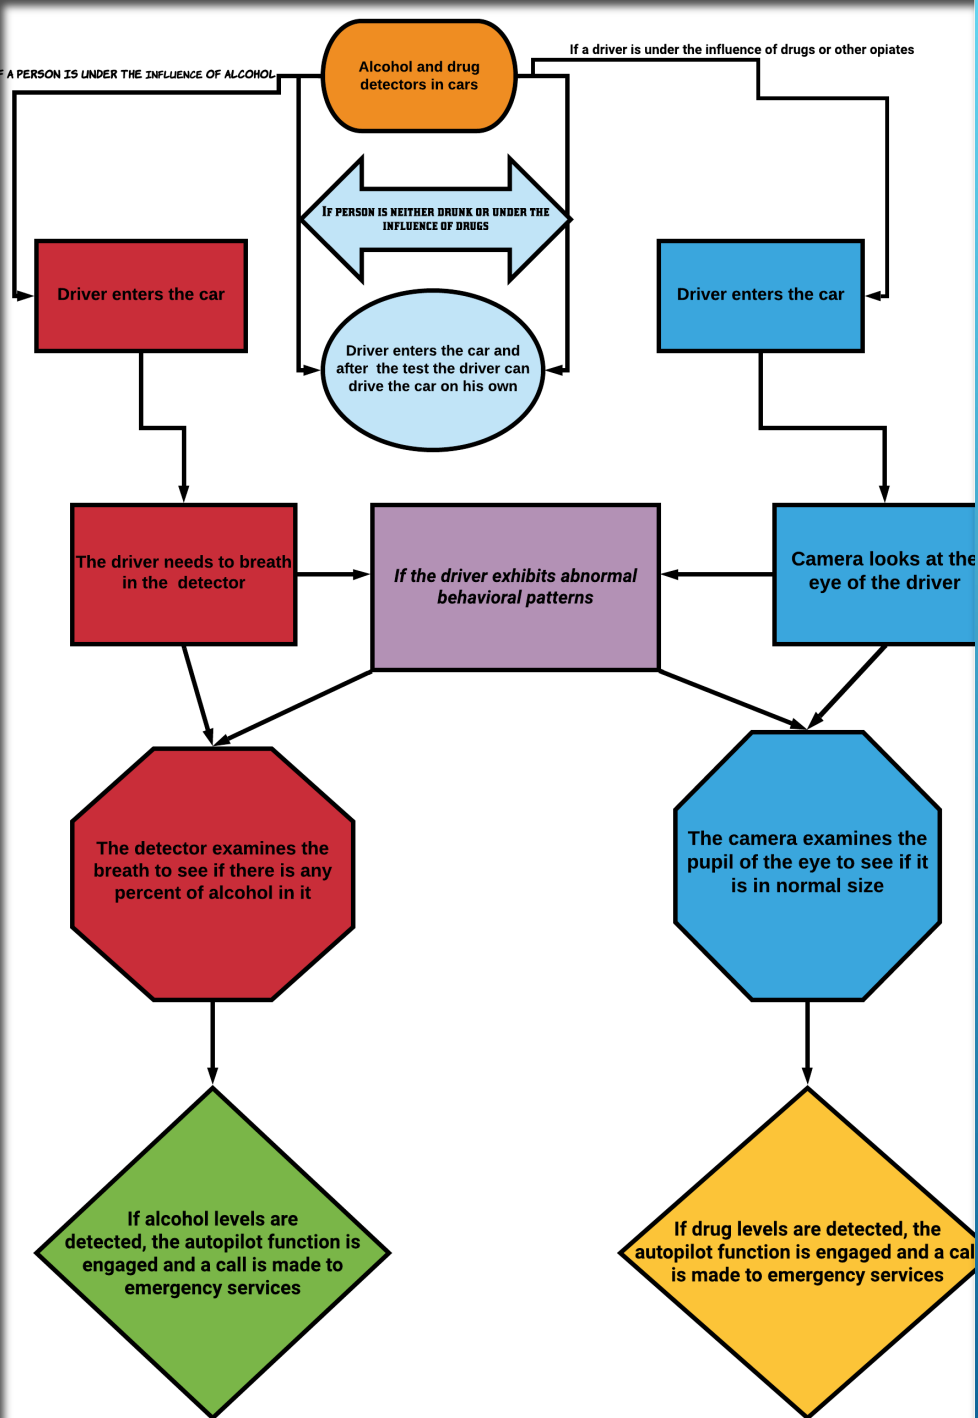 If a driver is under the influence of drugs or other opiates
A PERSON IS UNDER THE INFLUENCE OF ALCOHOL
Alcohol and drug
detectors in cars
IF PERSON IS NEITHER DRUNK OR UNDER THE
INFLUENCE OF DRUGS
Driver enters the car
Driver enters the car
Driver enters the car and
after the test the driver can
drive the car on his own
The driver needs to breath
in the detector
If the driver exhibits abnormal
behavioral patterns
Camera looks at the
eye of the driver
The detector examines the
breath to see if there is any
percent of alcohol in it
The camera examines the
pupil of the eye to see if it
is in normal size
If alcohol levels are
detected, the autopilot function is
engaged and a call is made to
emergency services
If drug levels are detected, the
autopilot function is engaged and a call
is made to emergency services